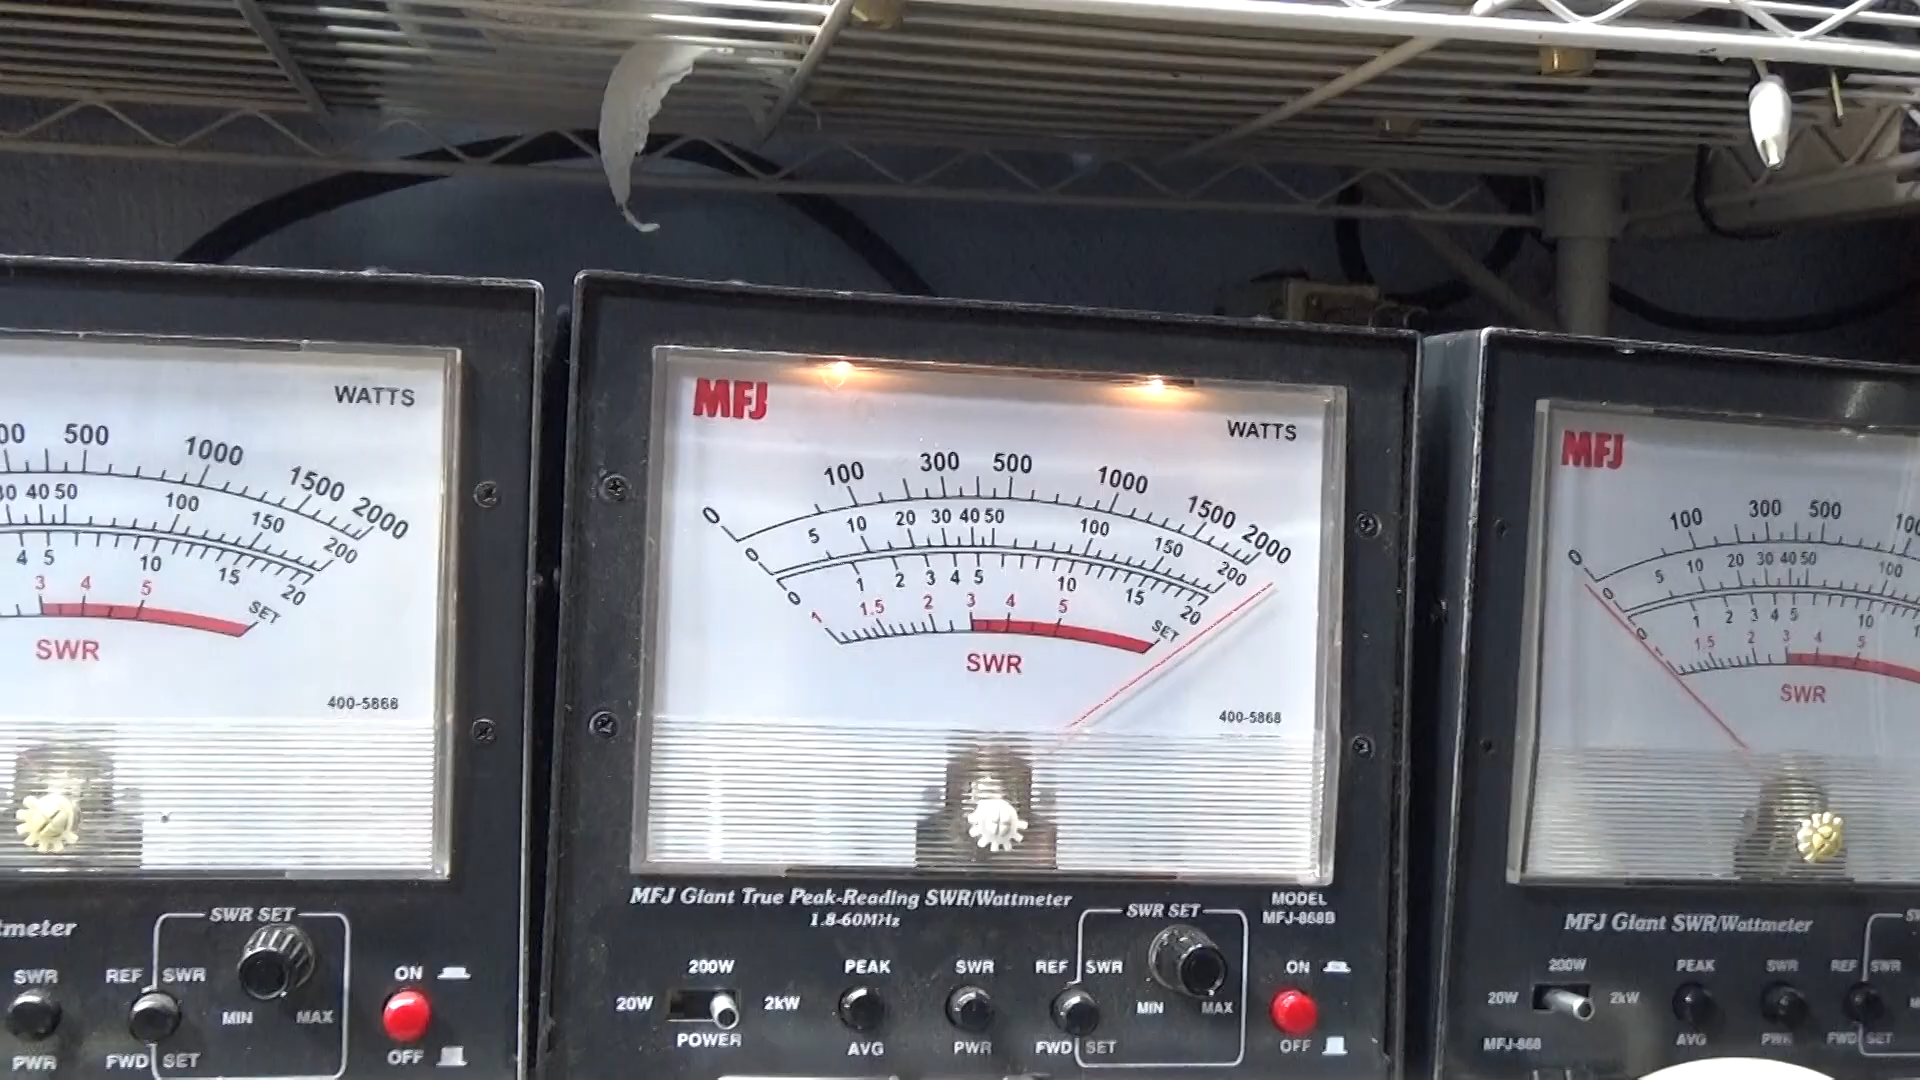 WATTS
500 1000 1500 2000
40 50 100 150 200
4 5 10 15 20
3 4 5 SET
SWR
400-5868
SWR SET
SWR REF SWR ON
MIN MAX
PWR FWD SET OFF
MFJ
WATTS
0 100 300 500 1000 1500 2000
0 5 10 20 30 40 50 100 150 200
0 1 2 3 4 5 10 15 20
1 1.5 2 3 4 5 SET
SWR
400-5868
MFJ Giant True Peak-Reading SWR/Wattmeter
1.8-60MHz
MODEL
MFJ-868B
SWR SET
200W PEAK SWR REF SWR ON
20W 2kW MIN MAX
POWER AVG PWR FWD SET OFF
MFJ
0 100 300 500
0 5 10 20 30 40 50 100
0 1 2 3 4 5 10
1 1.5 2 3 4 5
SWR
MFJ Giant SWR/Wattmeter
200W PEAK SWR REF SWR
20W 2kW
MFJ-868 AVG PWR FWD SET